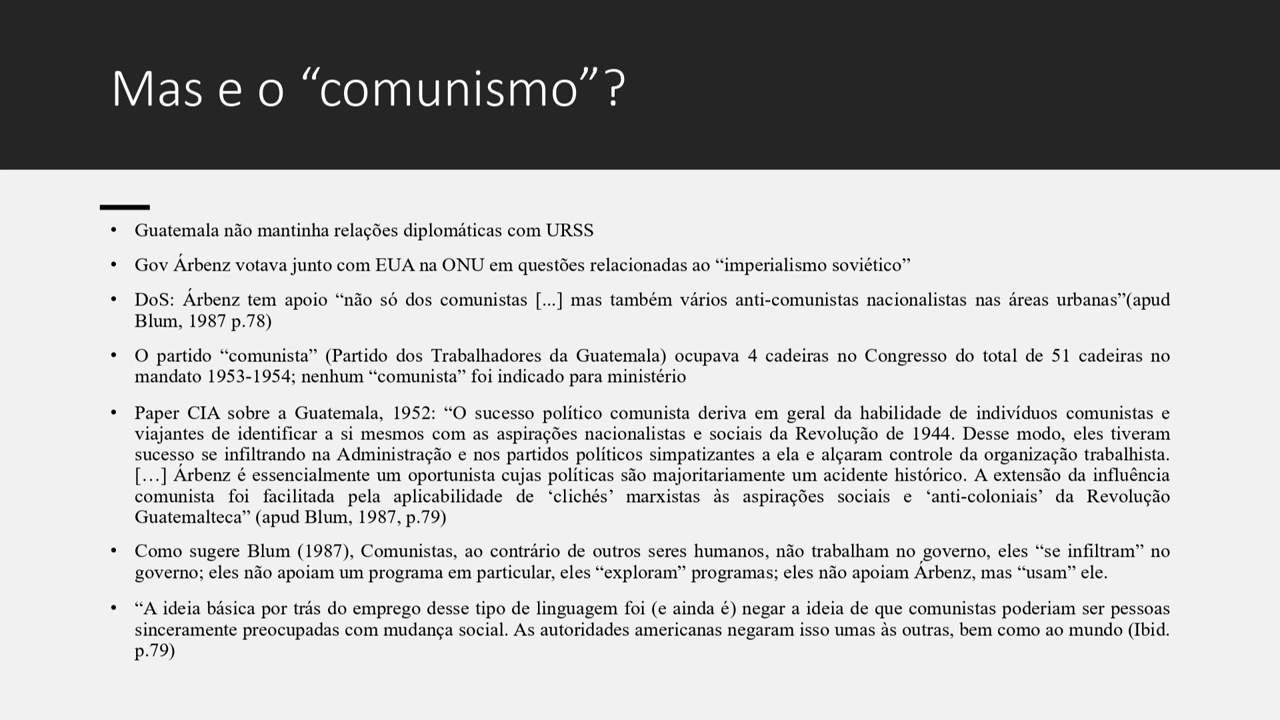 Mas e o “comunismo”?
• Guatemala não mantinha relações diplomáticas com URSS
• Gov Árbenz votava junto com EUA na ONU em questões relacionadas ao “imperialismo soviético”
• DoS: Árbenz tem apoio “não só dos comunistas [...] mas também vários anti-comunistas nacionalistas nas áreas urbanas”(apud
Blum, 1987 p.78)
• O partido “comunista” (Partido dos Trabalhadores da Guatemala) ocupava 4 cadeiras no Congresso do total de 51 cadeiras no
mandato 1953-1954; nenhum “comunista” foi indicado para ministério
• Paper CIA sobre a Guatemala, 1952: “O sucesso político comunista deriva em geral da habilidade de indivíduos comunistas e
viajantes de identificar a si mesmos com as aspirações nacionalistas e sociais da Revolução de 1944. Desse modo, eles tiveram
sucesso se infiltrando na Administração e nos partidos políticos simpatizantes a ela e alçaram controle da organização trabalhista.
[…] Árbenz é essencialmente um oportunista cujas políticas são majoritariamente um acidente histórico. A extensão da influência
comunista foi facilitada pela aplicabilidade de ‘clichés’ marxistas às aspirações sociais e ‘anti-coloniais’ da Revolução
Guatemalteca” (apud Blum, 1987, p.79)
• Como sugere Blum (1987), Comunistas, ao contrário de outros seres humanos, não trabalham no governo, eles “se infiltram” no
governo; eles não apoiam um programa em particular, eles “exploram” programas; eles não apoiam Árbenz, mas “usam” ele.
• “A ideia básica por trás do emprego desse tipo de linguagem foi (e ainda é) negar a ideia de que comunistas poderiam ser pessoas
sinceramente preocupadas com mudança social. As autoridades americanas negaram isso umas às outras, bem como ao mundo (Ibid.
p.79)